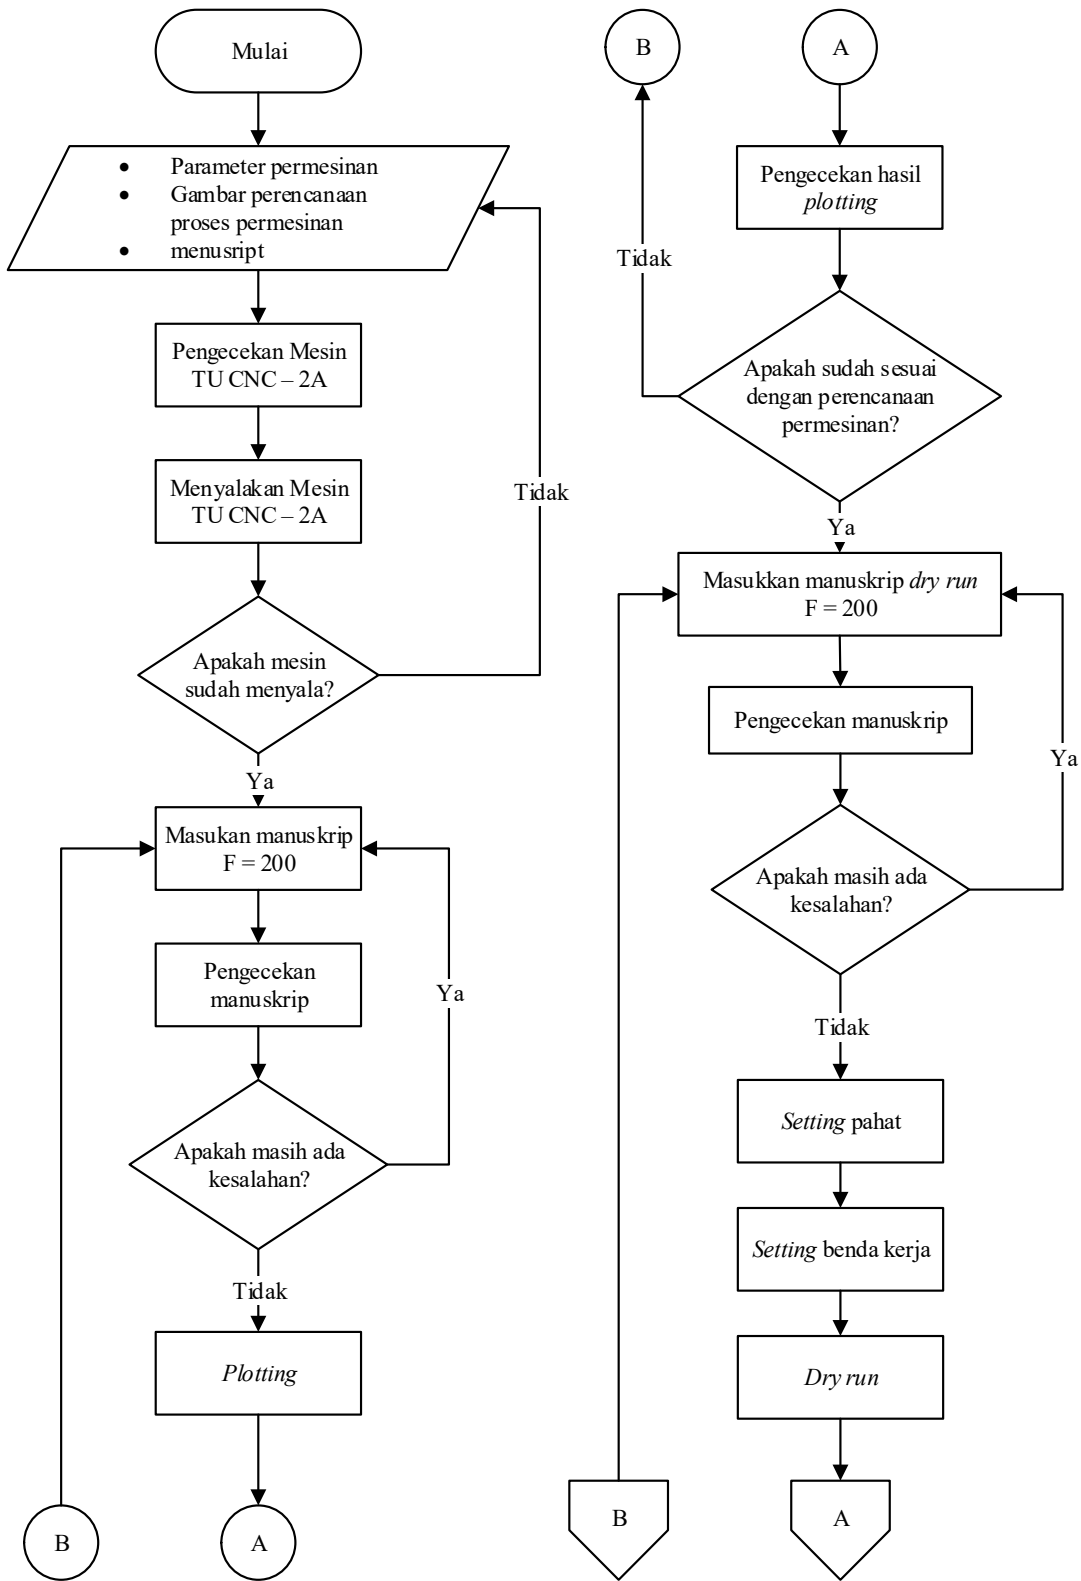 Mulai
• Parameter permesinan
• Gambar perencanaan
proses permesinan
• menusript
Pengecekan Mesin
TU CNC – 2A
Menyalakan Mesin
TU CNC – 2A
Tidak
Apakah mesin
sudah menyala?
Ya
Masukan manuskrip
F = 200
Pengecekan
manuskrip
Ya
Apakah masih ada
kesalahan?
Tidak
Plotting
B
A
B
A
Pengecekan hasil
plotting
Tidak
Apakah sudah sesuai
dengan perencanaan
permesinan?
Ya
Masukkan manuskrip dry run
F = 200
Pengecekan manuskrip
Ya
Apakah masih ada
kesalahan?
Tidak
Setting pahat
Setting benda kerja
Dry run
B
A